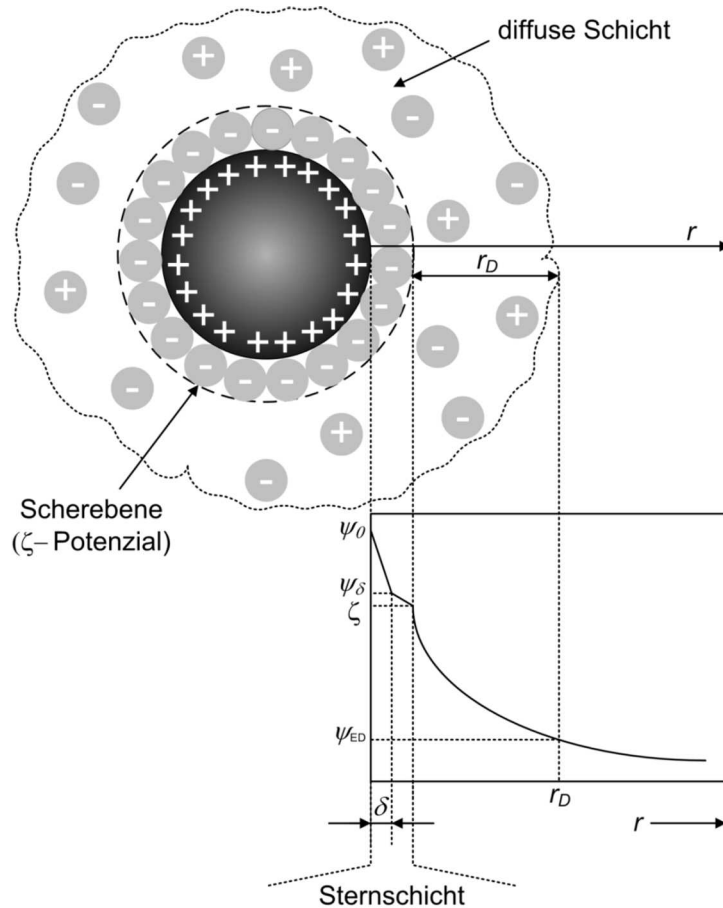 diffuse Schicht
r
r_D
Scherebene
(ζ– Potenzial)
ψ_0
ψ_δ
ζ
ψ_ED
r_D
δ
r
Sternschicht